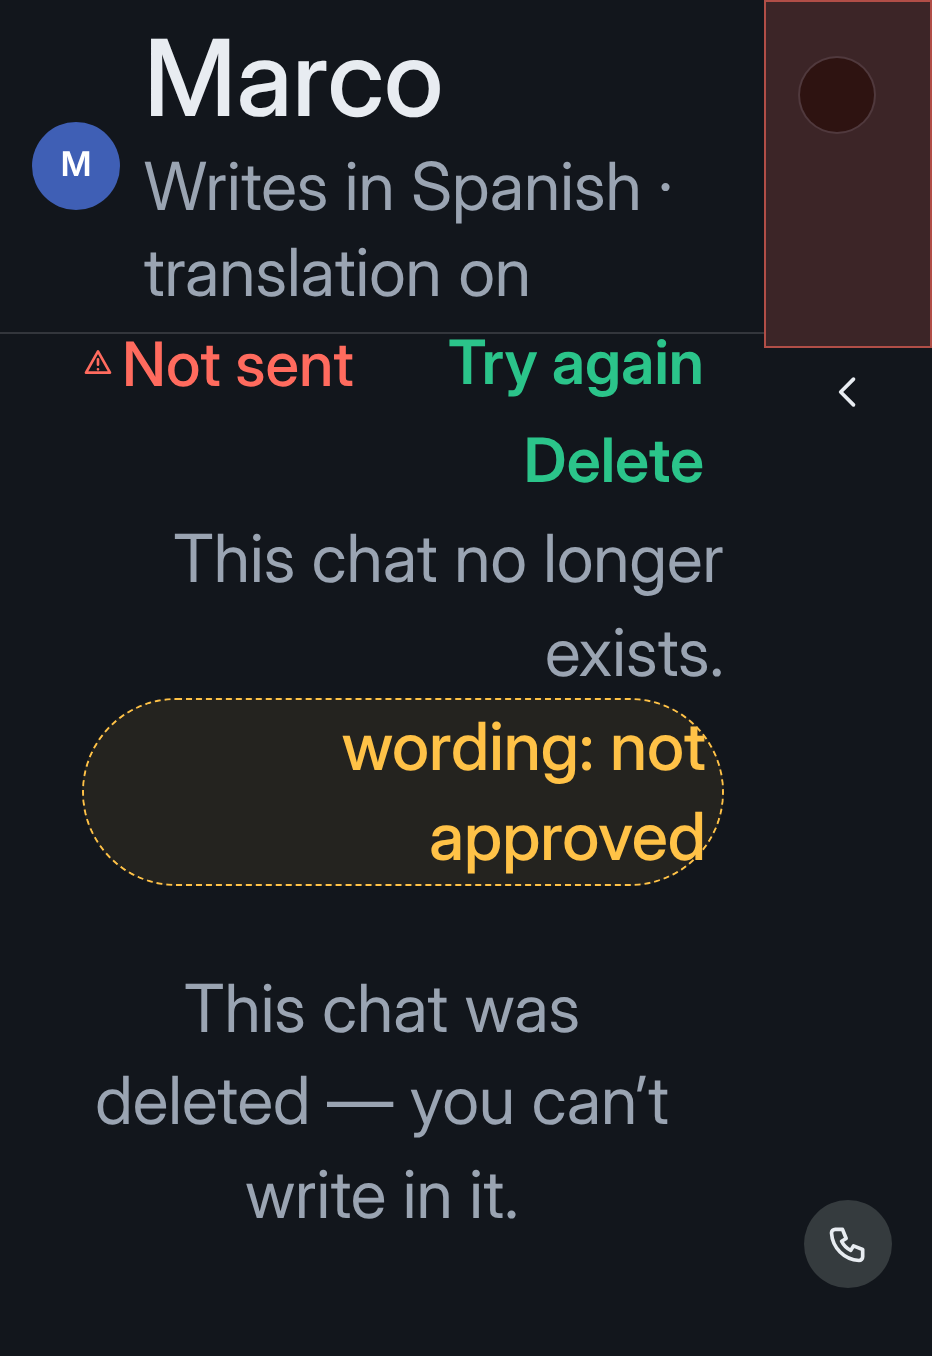 Marco
M
Writes in Spanish ·
translation on
Not sent
Try again
Delete
This chat no longer
exists.
wording: not
approved
This chat was
deleted — you can’t
write in it.